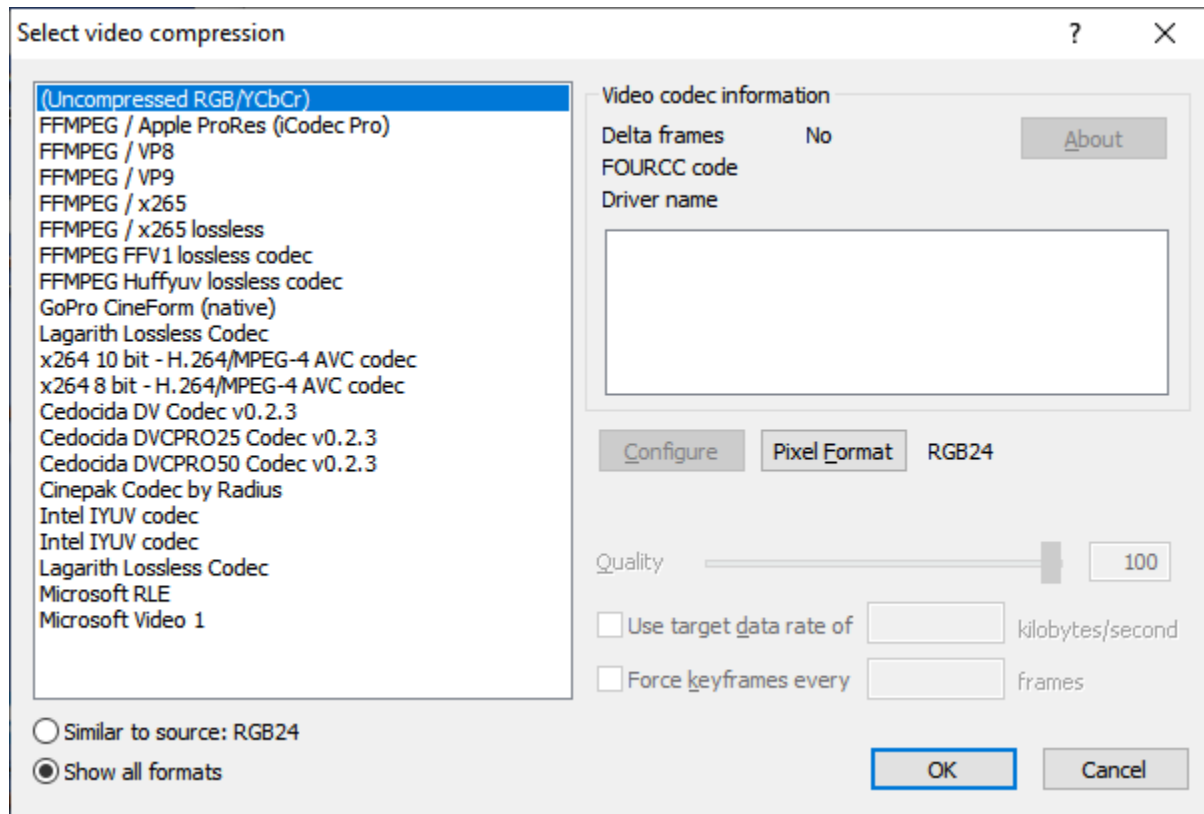 Select video compression
?
(Uncompressed RGB/YCbCr)
FFMPEG / Apple ProRes (iCodec Pro)
FFMPEG / VP8
FFMPEG / VP9
FFMPEG / x265
FFMPEG / x265 lossless
FFMPEG FFV1 lossless codec
FFMPEG Huffyuv lossless codec
GoPro CineForm (native)
Lagarith Lossless Codec
x264 10 bit - H.264/MPEG-4 AVC codec
x264 8 bit - H.264/MPEG-4 AVC codec
Cedocida DV Codec v0.2.3
Cedocida DVCPRO25 Codec v0.2.3
Cedocida DVCPRO50 Codec v0.2.3
Cinepak Codec by Radius
Intel IYUV codec
Intel IYUV codec
Lagarith Lossless Codec
Microsoft RLE
Microsoft Video 1
Similar to source: RGB24
Show all formats
Video codec information
Delta frames No
About
FOURCC code
Driver name
Configure Pixel Format RGB24
Quality 100
Use target data rate of kilobytes/second
Force keyframes every frames
OK Cancel